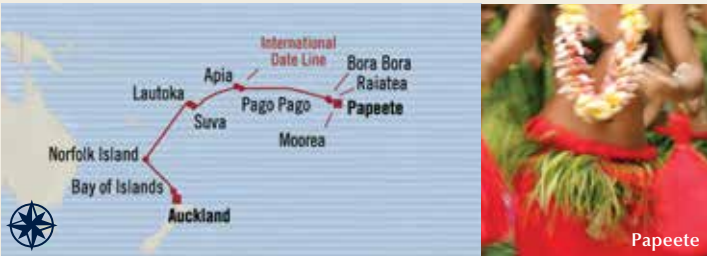 International
Date Line
Bora Bora
Apia
Raiatea
Lautoka
Pago Pago
Papeete
Suva
Moorea
Norfolk Island
Bay of Islands
Auckland
Papeete